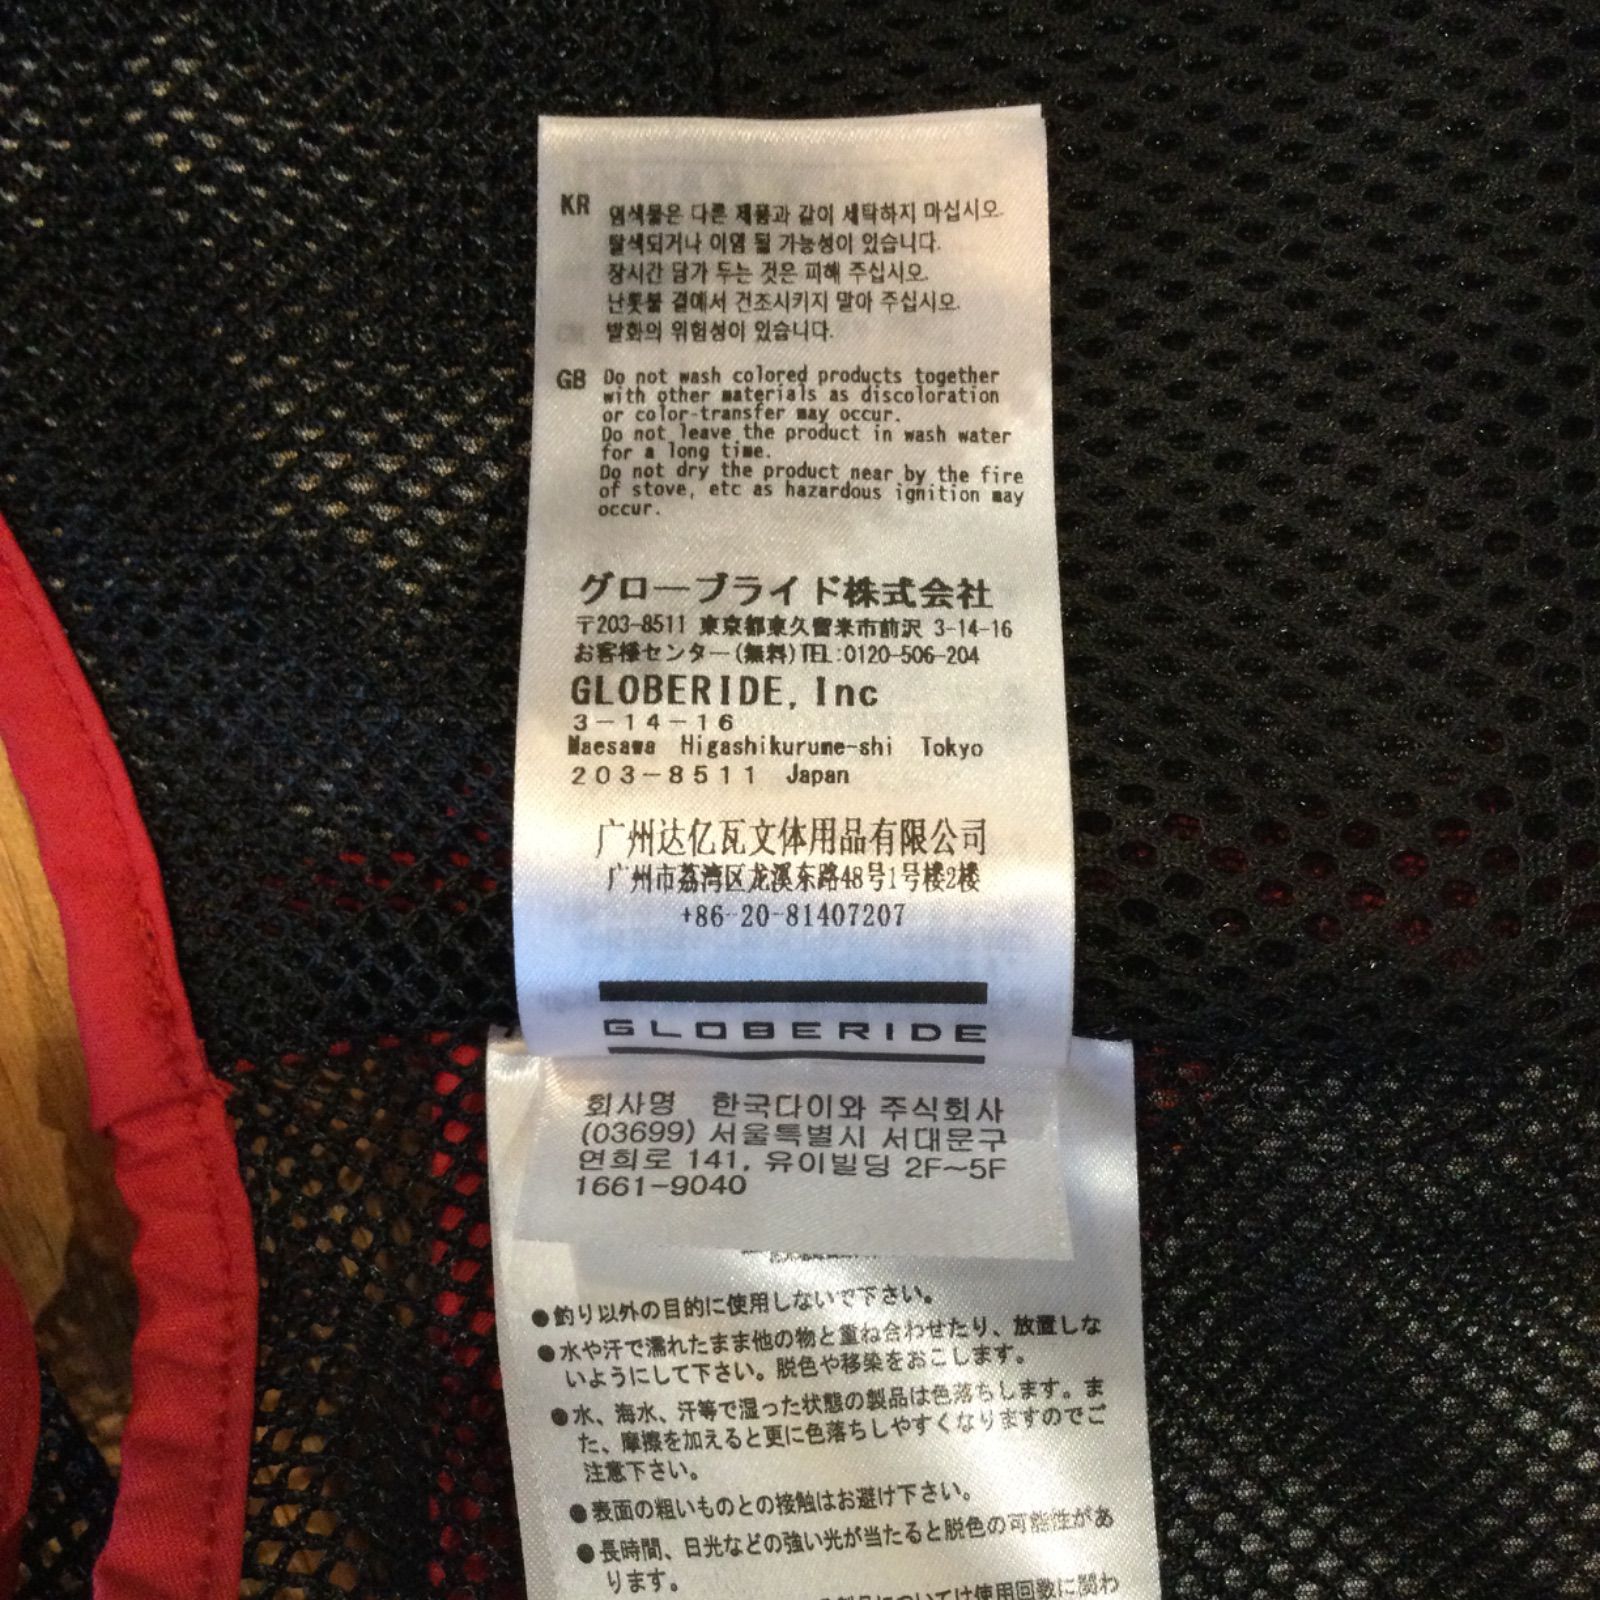 KR 염색물은 다른 제품과 같이 세탁하지 마십시오.
탈색되거나 이염 될 가능성이 있습니다.
장시간 담가 두는 것은 피해 주십시오.
난롯불 곁에서 건조시키지 말아 주십시오.
발화의 위험성이 있습니다.
GB Do not wash colored products together
with other materials as discoloration
or color-transfer may occur.
Do not leave the product in wash water
for a long time.
Do not dry the product near by the fire
of stove, etc as hazardous ignition may
occur.
グローブライド株式会社
〒203-8511 東京都東久留米市前沢 3-14-16
お客様センター(無料)TEL:0120-506-204
GLOBERIDE, Inc
3-14-16
Maesawa Higashikurume-shi Tokyo
203-8511 Japan
广州达亿瓦文体用品有限公司
广州市荔湾区龙溪东路48号1号楼2楼
+86-20-81407207
GLOBERIDE
회사명 한국다이와 주식회사
(03699) 서울특별시 서대문구
연희로 141, 유이빌딩 2F~5F
1661-9040
●釣り以外の目的に使用しないで下さい。
●水や汗で濡れたまま他の物と重ね合わせたり、放置しな
いようにして下さい。脱色や移染をおこします。
●水、海水、汗等で湿った状態の製品は色落ちします。ま
た、摩擦を加えると更に色落ちしやすくなりますのでご
注意下さい。
●表面の粗いものとの接触はお避け下さい。
●長時間、日光などの強い光が当たると脱色の可能性があ
ります。
については使用回数に関わ